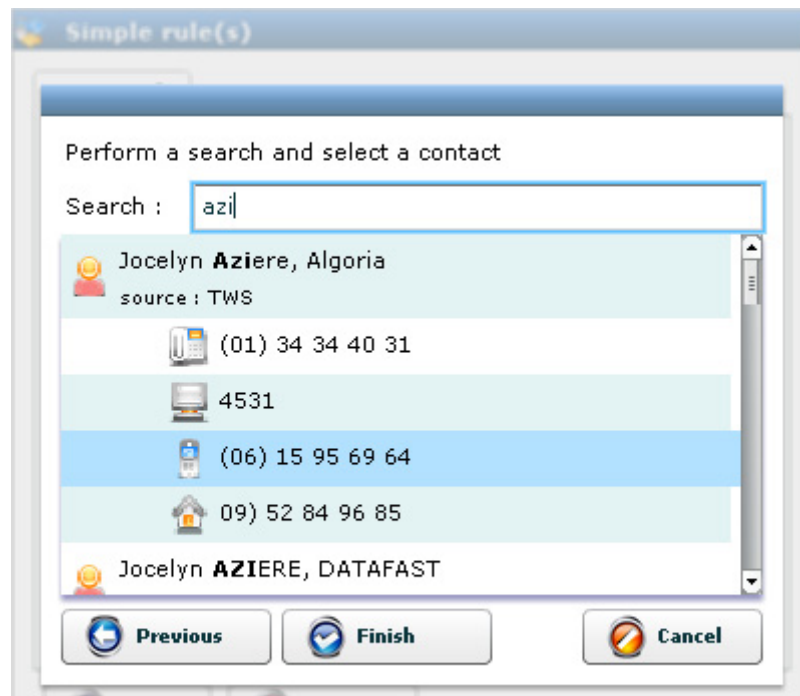 Simple rule(s)
Perform a search and select a contact
Search : azi
Jocelyn Aziere, Algoria
source : TWS
(01) 34 34 40 31
4531
(06) 15 95 69 64
09) 52 84 96 85
Jocelyn AZIERE, DATAFAST
Previous Finish Cancel